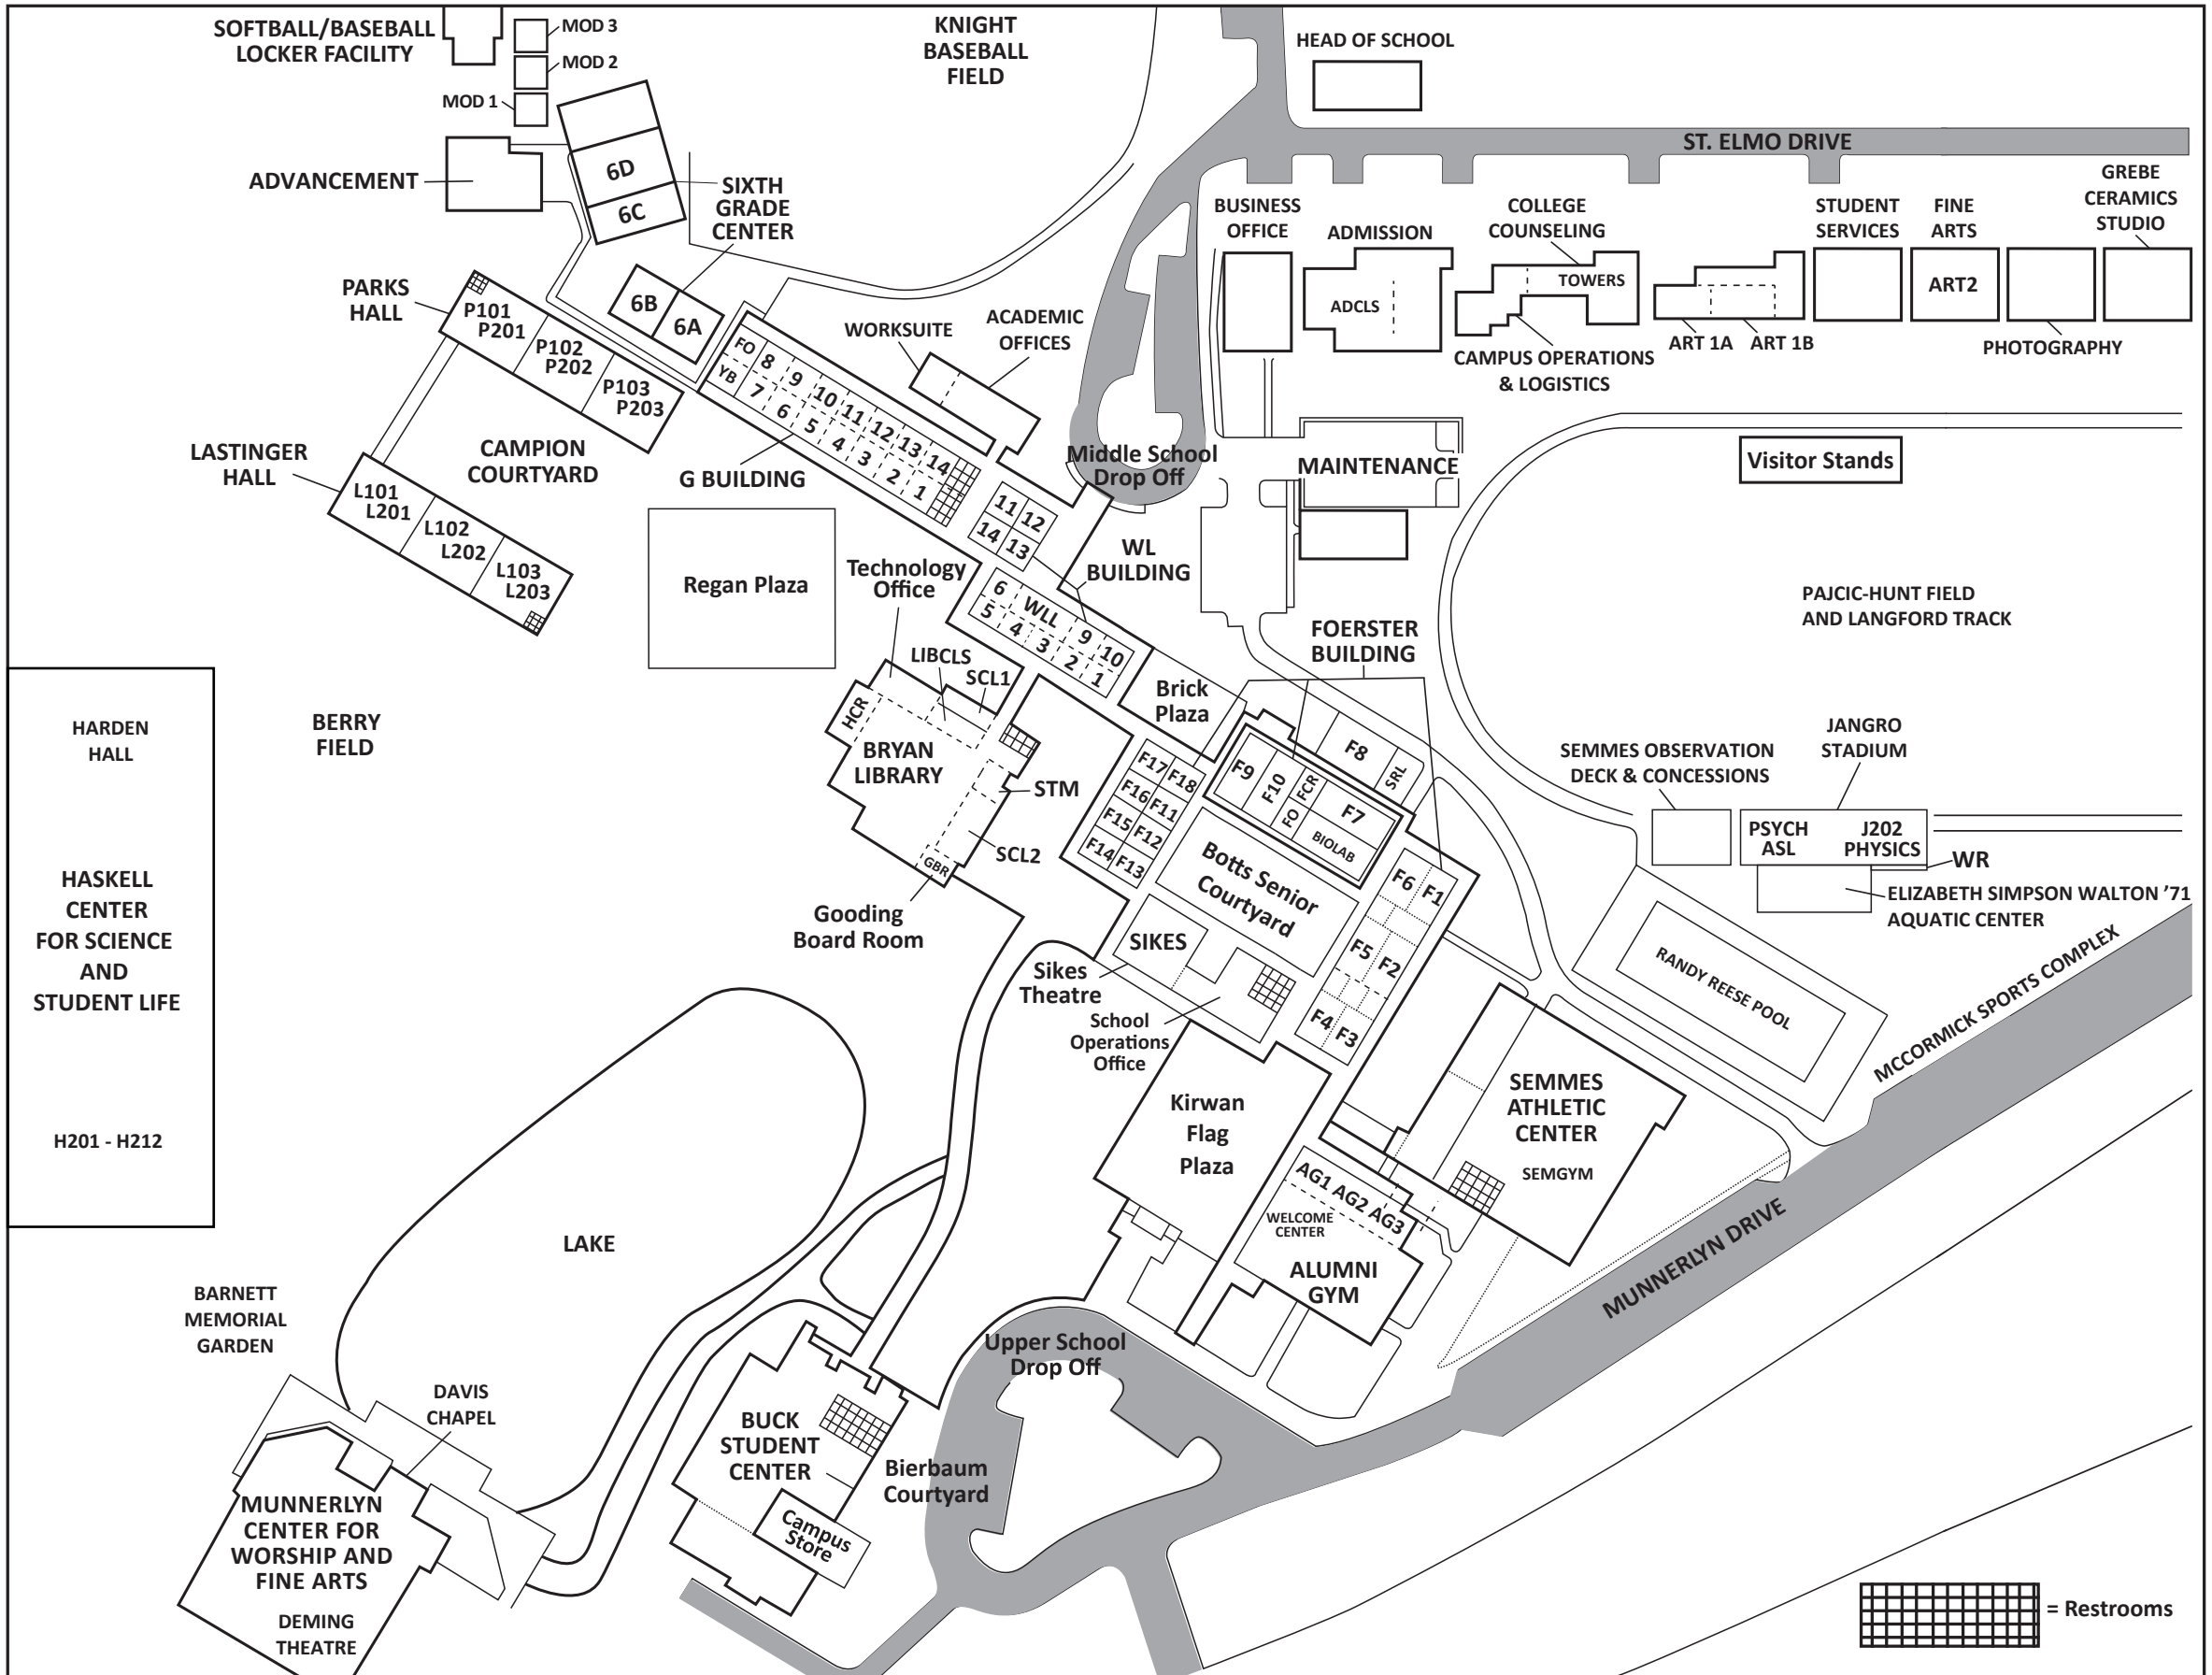 SOFTBALL/BASEBALL
LOCKER FACILITY
MOD 3
MOD 2
MOD 1
KNIGHT
BASEBALL
FIELD
HEAD OF SCHOOL
ST. ELMO DRIVE
ADVANCEMENT
6D
6C
SIXTH
GRADE
CENTER
6B
6A
BUSINESS
OFFICE
ADMISSION
ADCLS
COLLEGE
COUNSELING
TOWERS
CAMPUS OPERATIONS
& LOGISTICS
ART 1A
ART 1B
STUDENT
SERVICES
FINE
ARTS
ART2
GREBE
CERAMICS
STUDIO
PHOTOGRAPHY
PARKS
HALL
P101
P201
P102
P202
P103
P203
WORKSUITE
ACADEMIC
OFFICES
FO
YB
8
9
10
11
12
13
14
7
6
5
4
3
2
1
G BUILDING
LASTINGER
HALL
CAMPION
COURTYARD
L101
L201
L102
L202
L103
L203
Middle School
Drop Off
MAINTENANCE
Visitor Stands
11
12
14
13
WL
BUILDING
Regan Plaza
Technology
Office
6
WLL
9
10
5
4
3
2
1
PAJCIC-HUNT FIELD
AND LANGFORD TRACK
FOERSTER
BUILDING
LIBCLS
SCL1
HCR
BRYAN
LIBRARY
STM
SCL2
GBR
Gooding
Board Room
Brick
Plaza
HARDEN
HALL
HASKELL
CENTER
FOR SCIENCE
AND
STUDENT LIFE
H201 - H212
BERRY
FIELD
F17
F18
F16
F11
F15
F12
F14
F13
F9
F10
FCR
FO
F7
BIOLAB
F8
SRL
Botts Senior
Courtyard
F6
F1
F5
F2
F4
F3
SIKES
Sikes
Theatre
School
Operations
Office
SEMMES OBSERVATION
DECK & CONCESSIONS
JANGRO
STADIUM
PSYCH
ASL
J202
PHYSICS
WR
ELIZABETH SIMPSON WALTON '71
AQUATIC CENTER
RANDY REESE POOL
MCCORMICK SPORTS COMPLEX
Kirwan
Flag
Plaza
SEMMES
ATHLETIC
CENTER
SEMGYM
AG1 AG2 AG3
WELCOME
CENTER
ALUMNI
GYM
MUNNERLYN DRIVE
LAKE
BARNETT
MEMORIAL
GARDEN
Upper School
Drop Off
DAVIS
CHAPEL
BUCK
STUDENT
CENTER
Bierbaum
Courtyard
Campus
Store
MUNNERLYN
CENTER FOR
WORSHIP AND
FINE ARTS
DEMING
THEATRE
= Restrooms